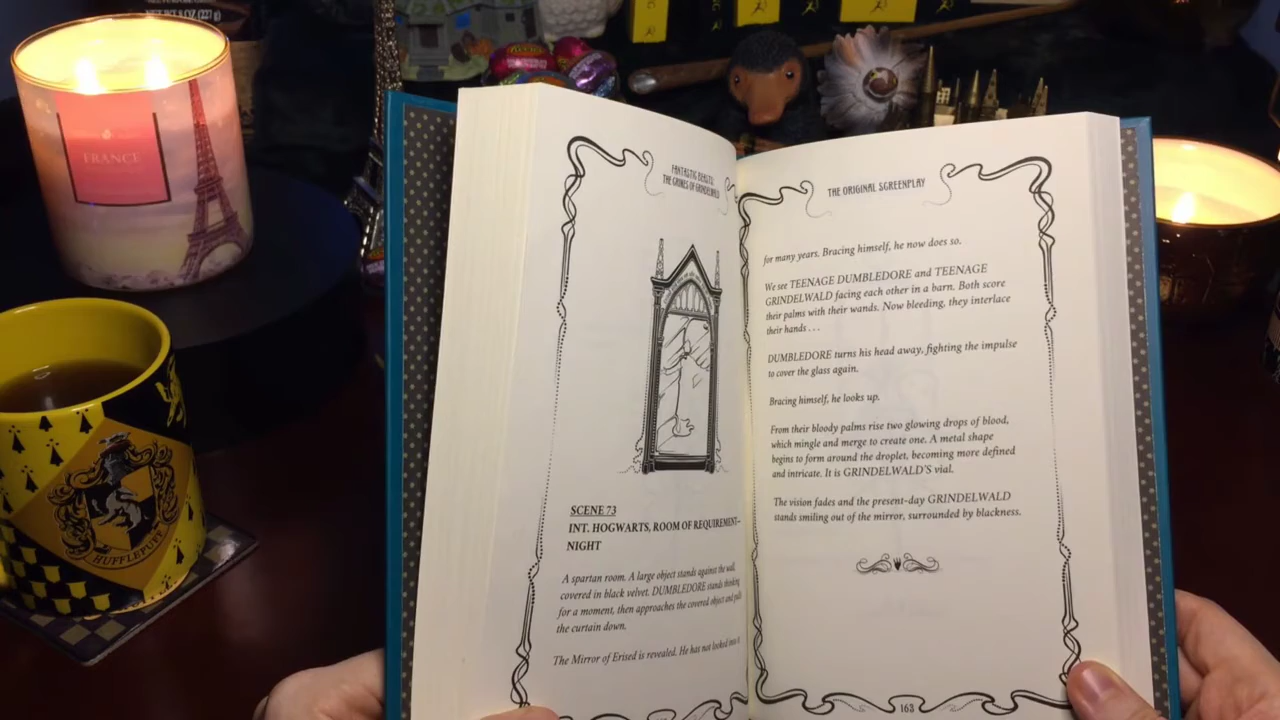 NET WT 8 OZ (227 g)
FRANCE
HUFFLEPUFF
FANTASTIC BEASTS
THE CRIMES OF GRINDELWALD
SCENE 73
INT. HOGWARTS, ROOM OF REQUIREMENT—
NIGHT
A spartan room. A large object stands against the wall,
covered in black velvet. DUMBLEDORE stands thinking
for a moment, then approaches the covered object and pulls
the curtain down.
The Mirror of Erised is revealed. He has not looked into it
THE ORIGINAL SCREENPLAY
for many years. Bracing himself, he now does so.
We see TEENAGE DUMBLEDORE and TEENAGE
GRINDELWALD facing each other in a barn. Both score
their palms with their wands. Now bleeding, they interlace
their hands . . .
DUMBLEDORE turns his head away, fighting the impulse
to cover the glass again.
Bracing himself, he looks up.
From their bloody palms rise two glowing drops of blood,
which mingle and merge to create one. A metal shape
begins to form around the droplet, becoming more defined
and intricate. It is GRINDELWALD'S vial.
The vision fades and the present-day GRINDELWALD
stands smiling out of the mirror, surrounded by blackness.
163